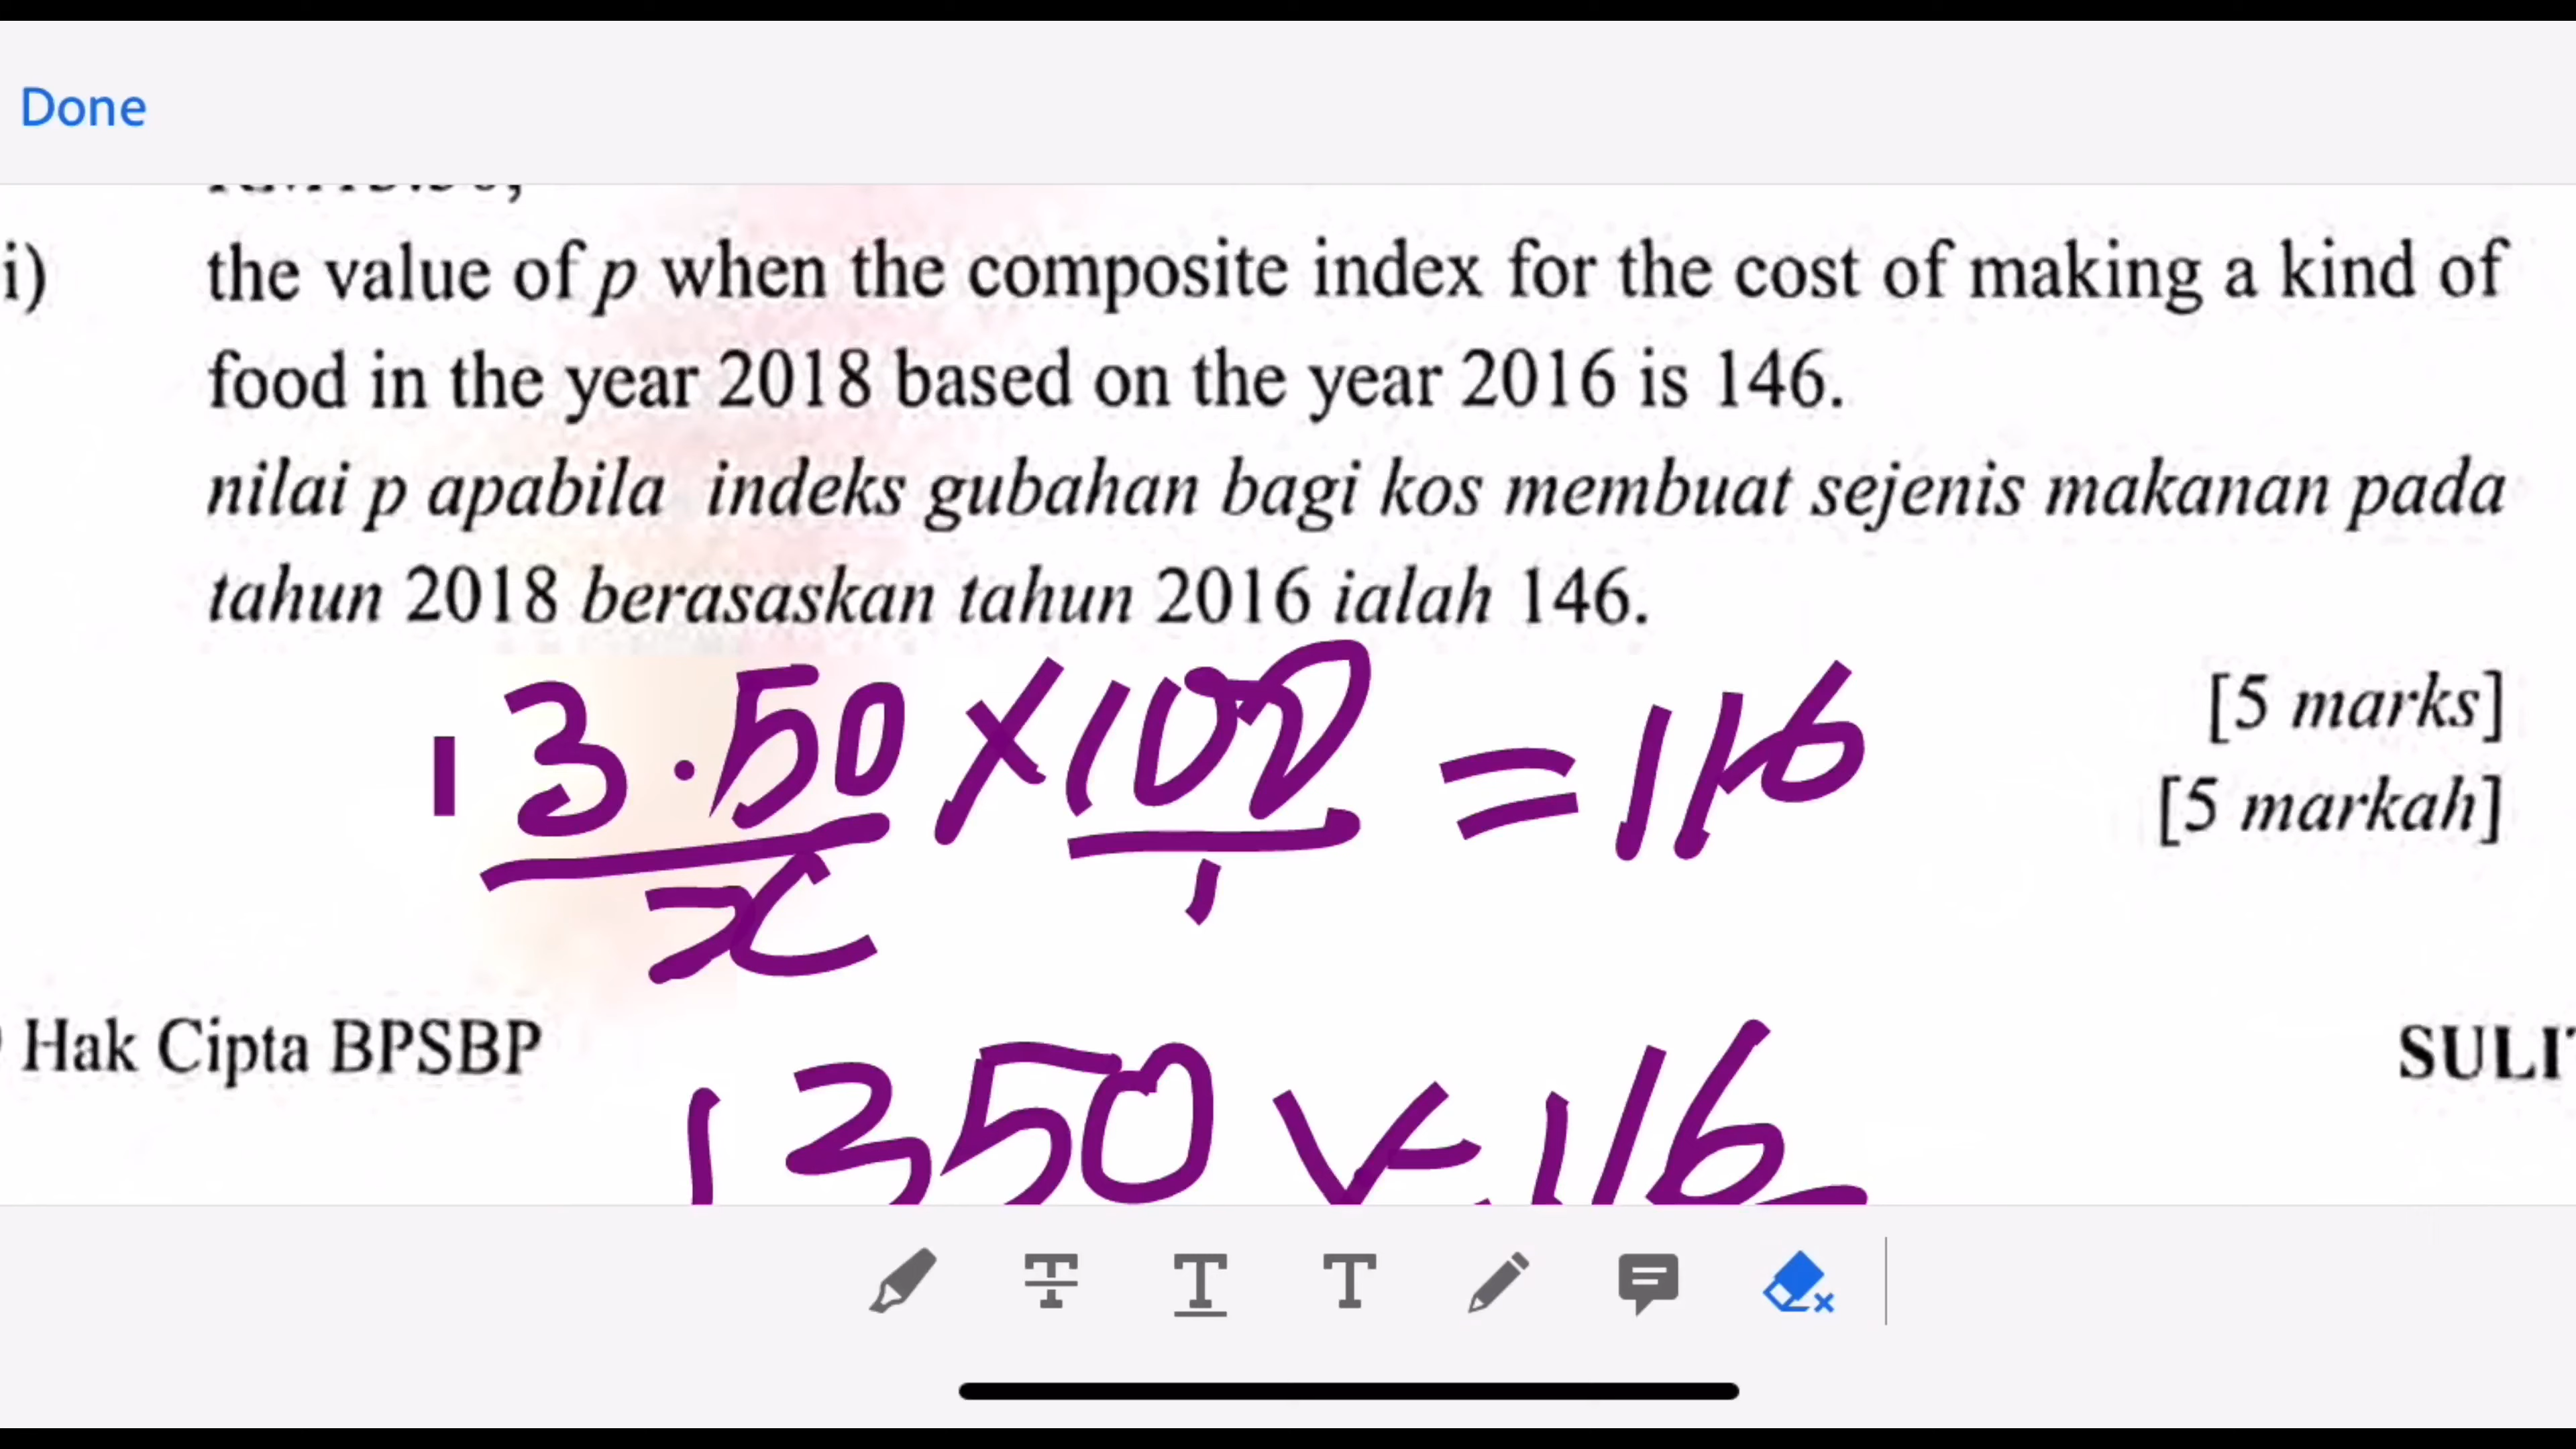 Done
i) the value of p when the composite index for the cost of making a kind of
food in the year 2018 based on the year 2016 is 146.
nilai p apabila indeks gubahan bagi kos membuat sejenis makanan pada
tahun 2018 berasaskan tahun 2016 ialah 146.
[5 marks]
[5 markah]
13.50 × 100 = 116
x 1
Hak Cipta BPSBP
1350 × 116
T T T